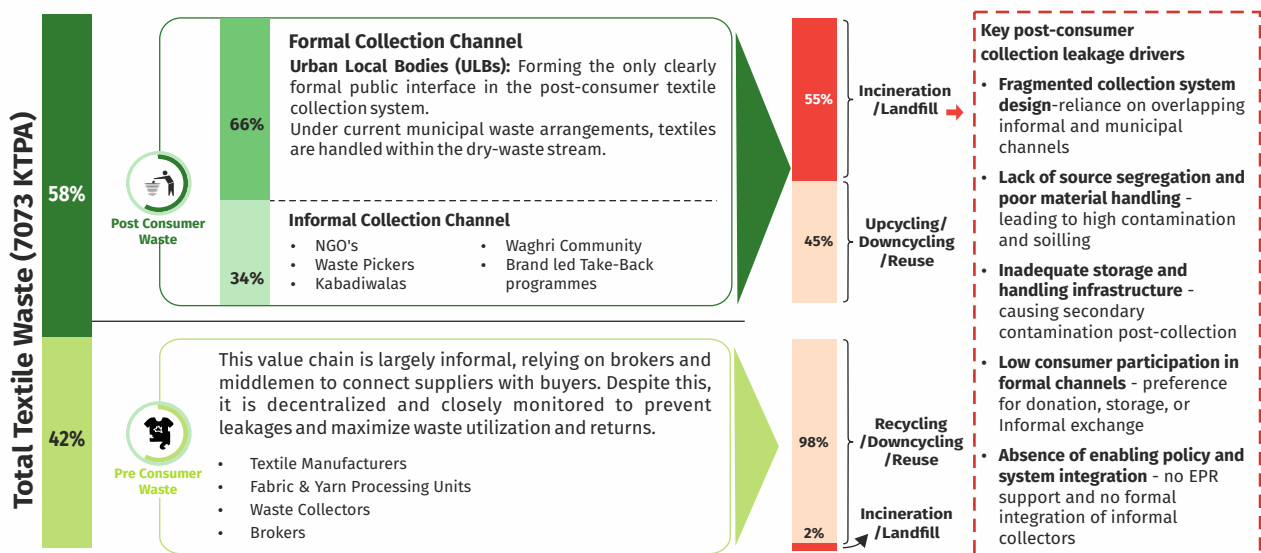 Total Textile Waste (7073 KTPA)
58%
42%
Post Consumer
Waste
66%
34%
Formal Collection Channel
Urban Local Bodies (ULBs): Forming the only clearly
formal public interface in the post-consumer textile
collection system.
Under current municipal waste arrangements, textiles
are handled within the dry-waste stream.
Informal Collection Channel
• NGO's
• Waste Pickers
• Kabadiwalas
• Waghri Community
• Brand led Take-Back
programmes
55%
45%
Incineration
/Landfill
Upcycling/
Downcycling
/Reuse
Pre Consumer
Waste
This value chain is largely informal, relying on brokers and
middlemen to connect suppliers with buyers. Despite this,
it is decentralized and closely monitored to prevent
leakages and maximize waste utilization and returns.
• Textile Manufacturers
• Fabric & Yarn Processing Units
• Waste Collectors
• Brokers
98%
2%
Recycling
/Downcycling
/Reuse
Incineration
/Landfill
Key post-consumer
collection leakage drivers
• Fragmented collection system
design-reliance on overlapping
informal and municipal
channels
• Lack of source segregation and
poor material handling -
leading to high contamination
and soilling
• Inadequate storage and
handling infrastructure -
causing secondary
contamination post-collection
• Low consumer participation in
formal channels - preference
for donation, storage, or
Informal exchange
• Absence of enabling policy and
system integration - no EPR
support and no formal
integration of informal
collectors